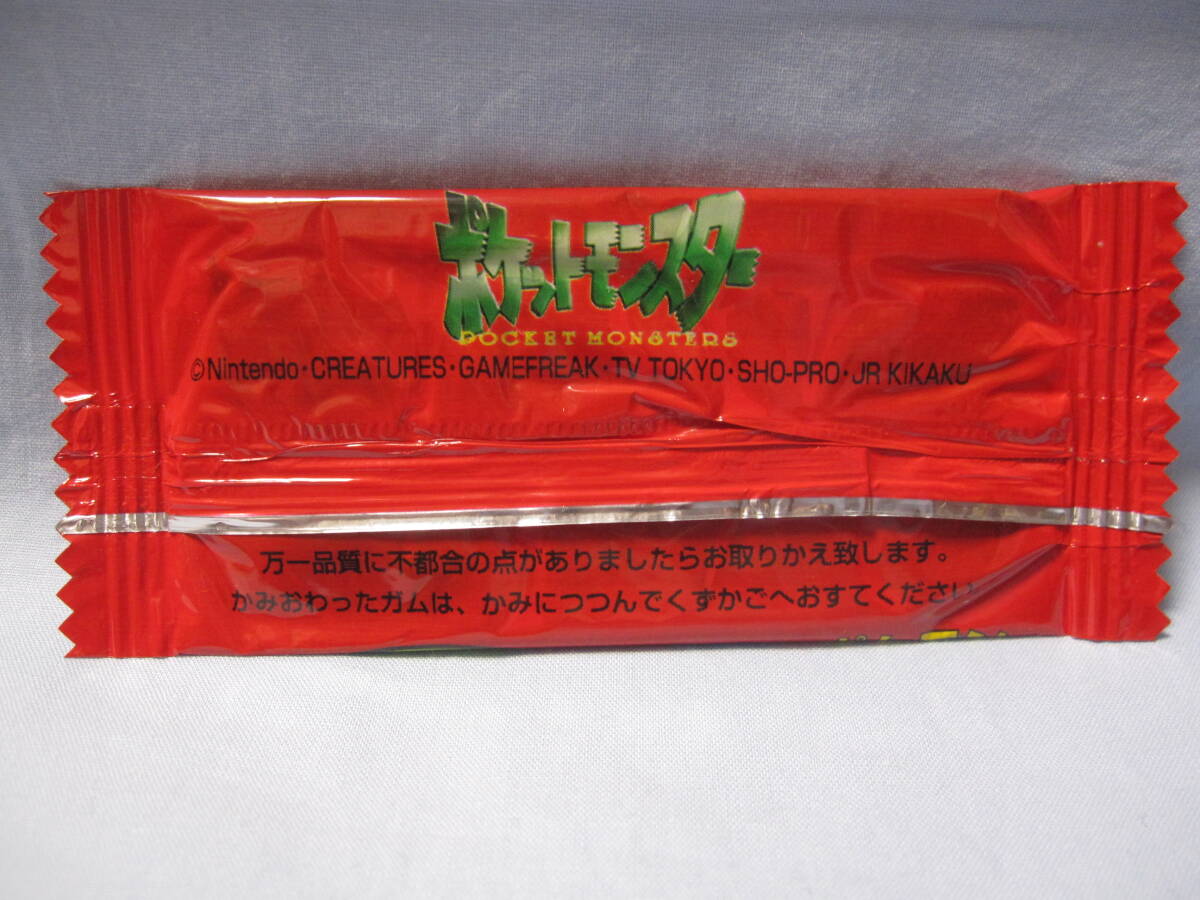 ポケットモンスター
POCKET MONSTERS
©Nintendo・CREATURES・GAMEFREAK・TV TOKYO・SHO-PRO・JR KIKAKU
万一品質に不都合の点がありましたらお取りかえ致します。
かみおわったガムは、かみにつつんでくずかごへおすてください